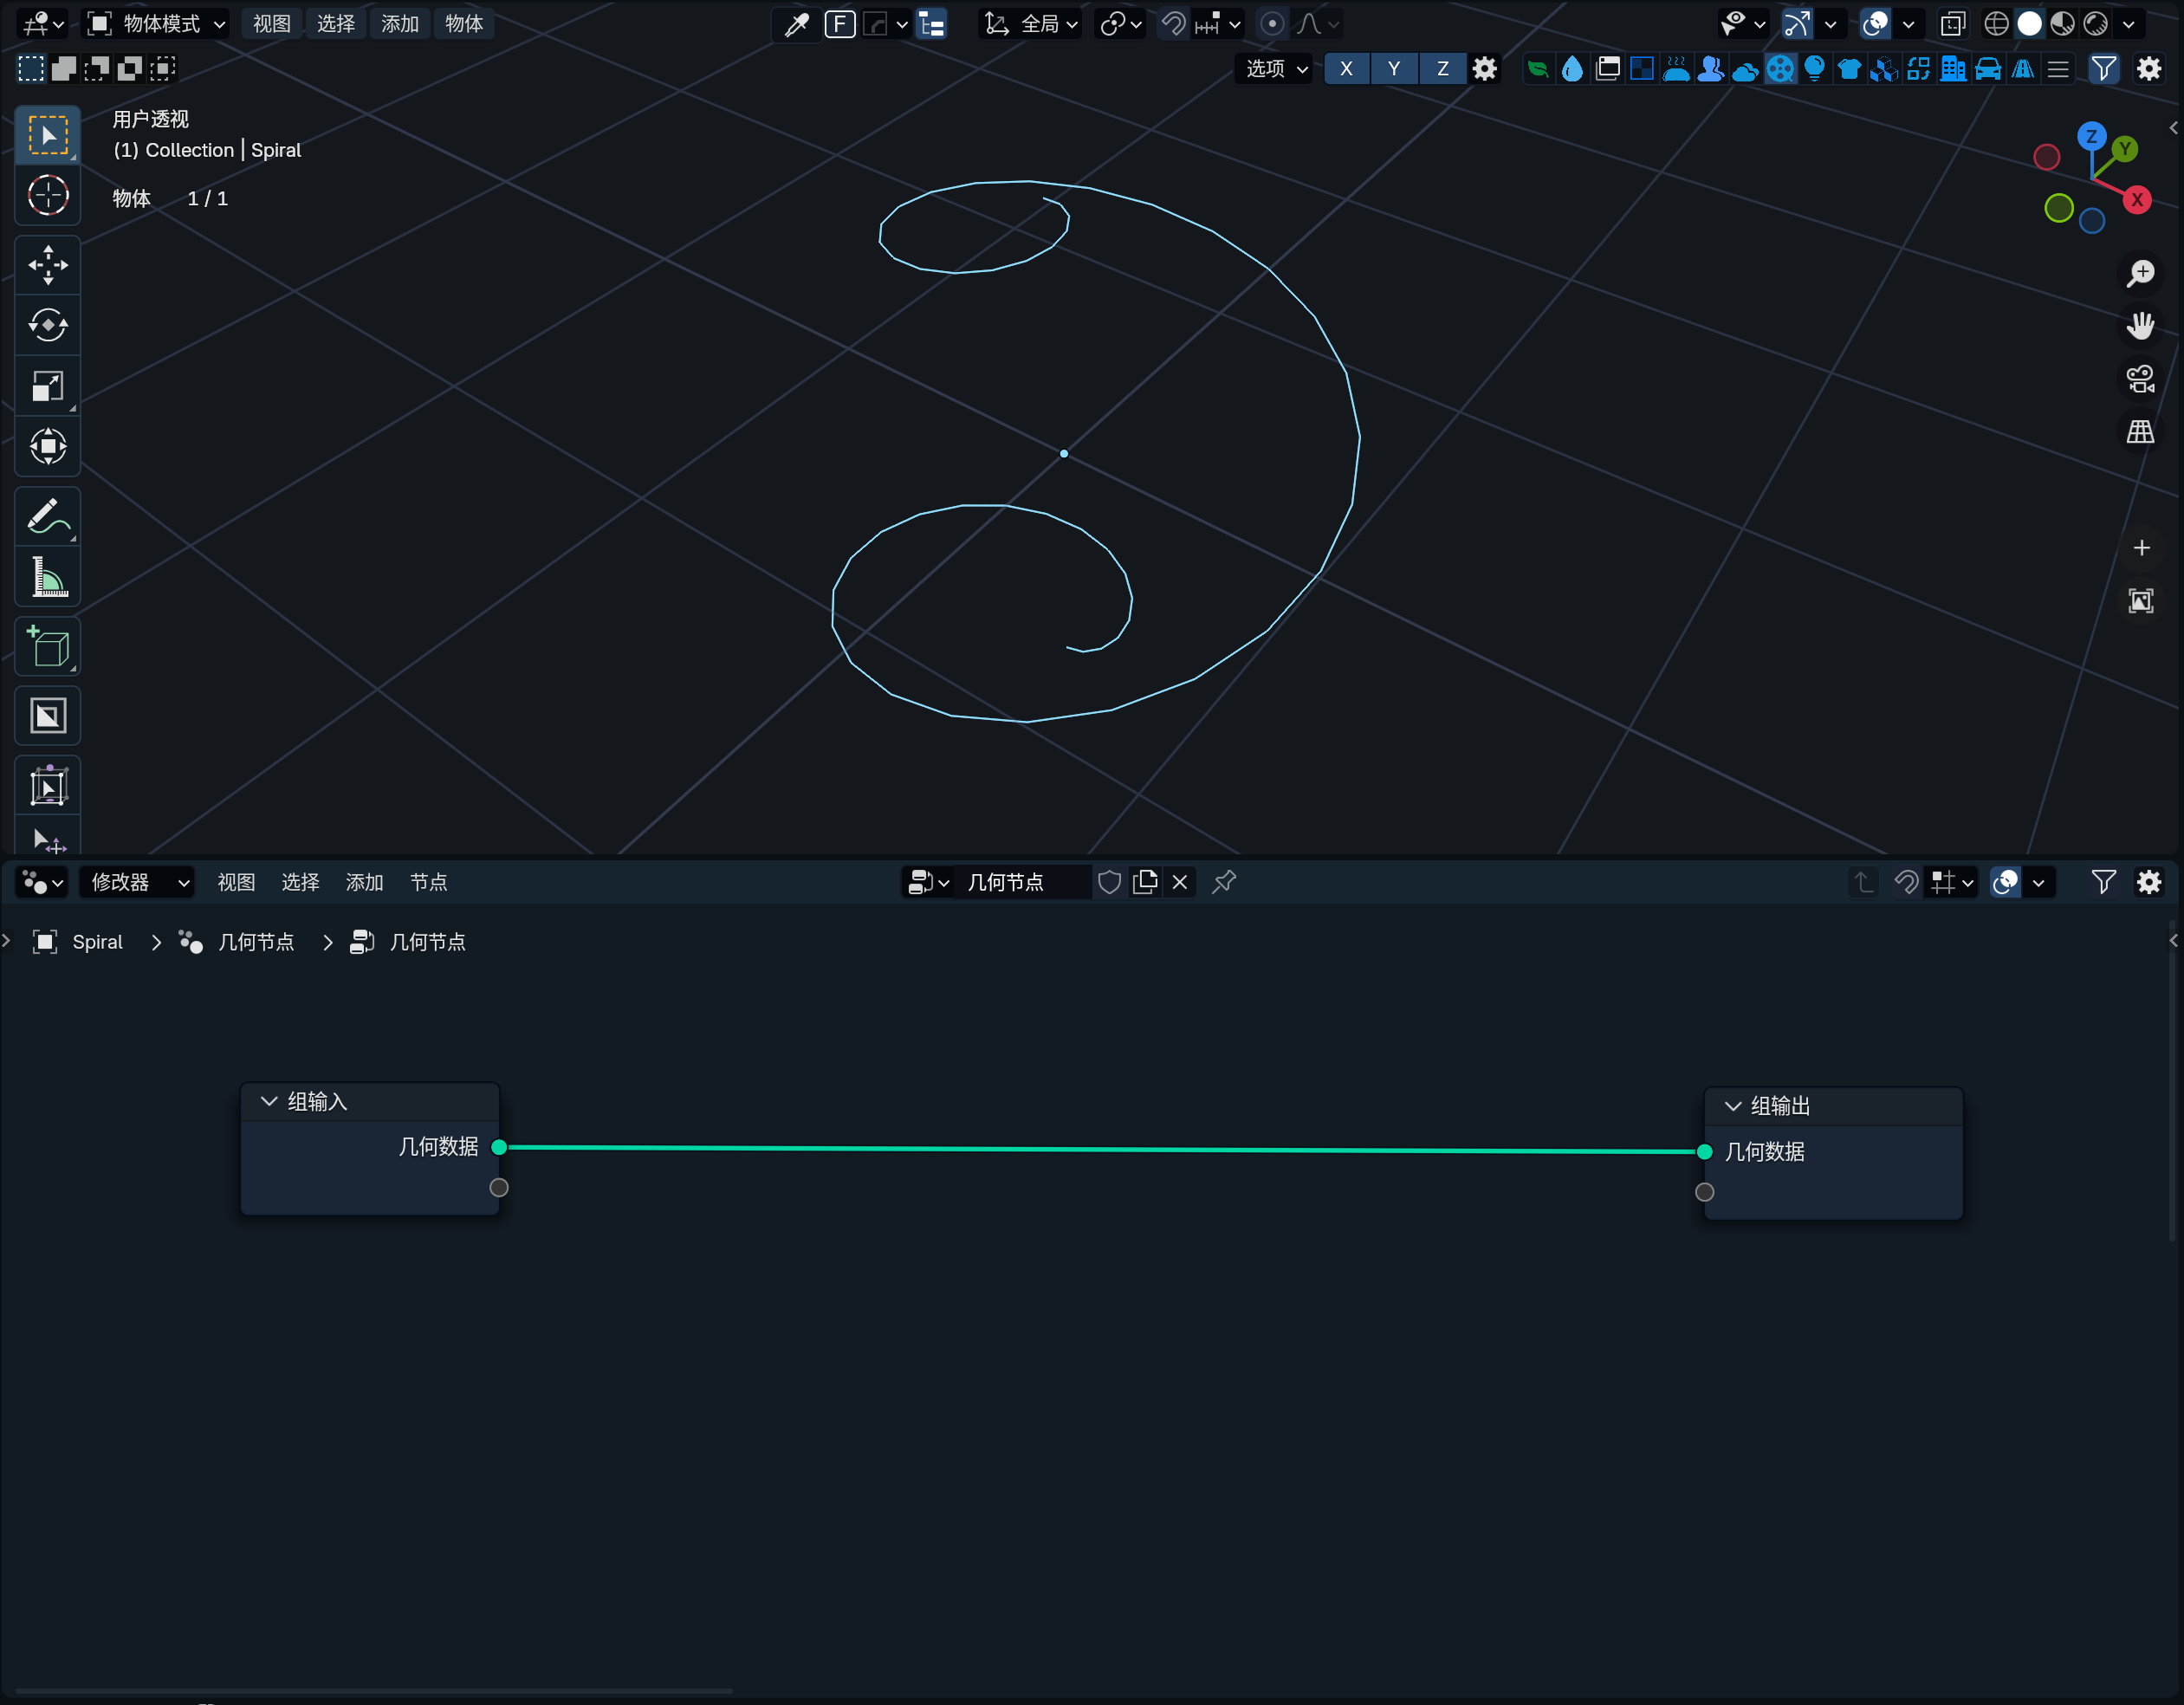 物体模式 视图 选择 添加 物体 F 全局
选项 X Y Z
用户透视
(1) Collection | Spiral
物体 1 / 1
Z
Y
X
修改器 视图 选择 添加 节点 几何节点
Spiral 几何节点 几何节点
组输入
几何数据
组输出
几何数据